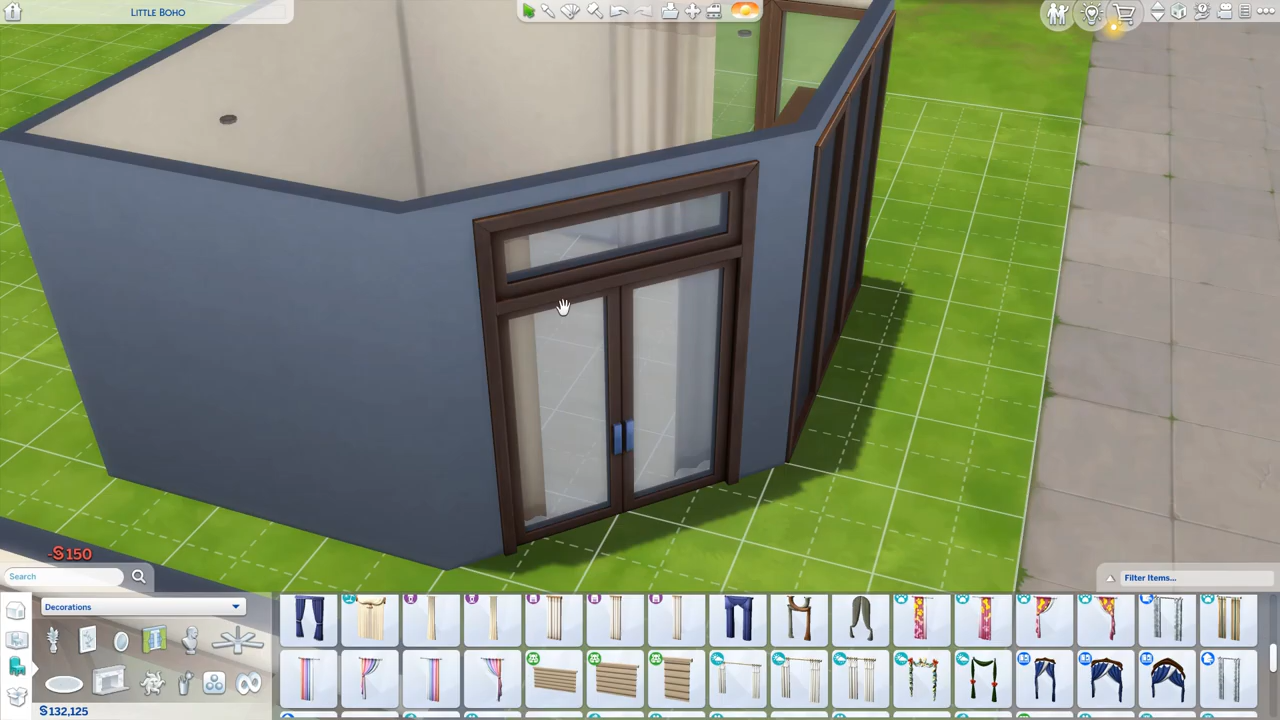 LITTLE BOHO
-§150
Search
Filter Items...
Decorations
§132,125